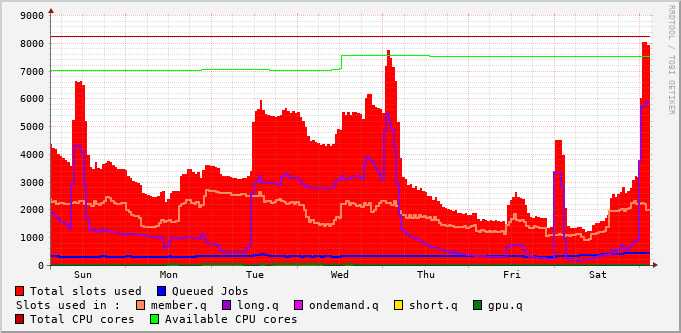 9000
8000
7000
6000
5000
4000
3000
2000
1000
0
Sun Mon Tue Wed Thu Fri Sat
RRDTOOL / TOBI OETIKER
Total slots used Queued Jobs
Slots used in : member.q long.q ondemand.q short.q gpu.q
Total CPU cores Available CPU cores